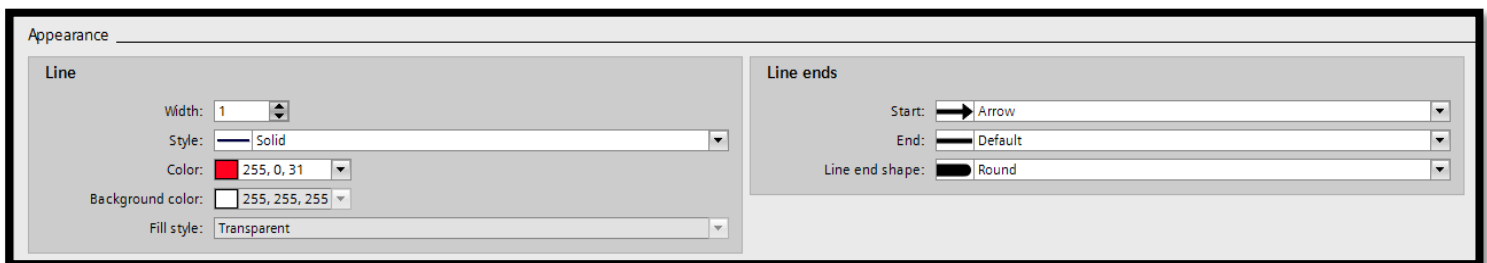 Appearance
Line
Width: 1
Style: Solid
Color: 255, 0, 31
Background color: 255, 255, 255
Fill style: Transparent
Line ends
Start: Arrow
End: Default
Line end shape: Round